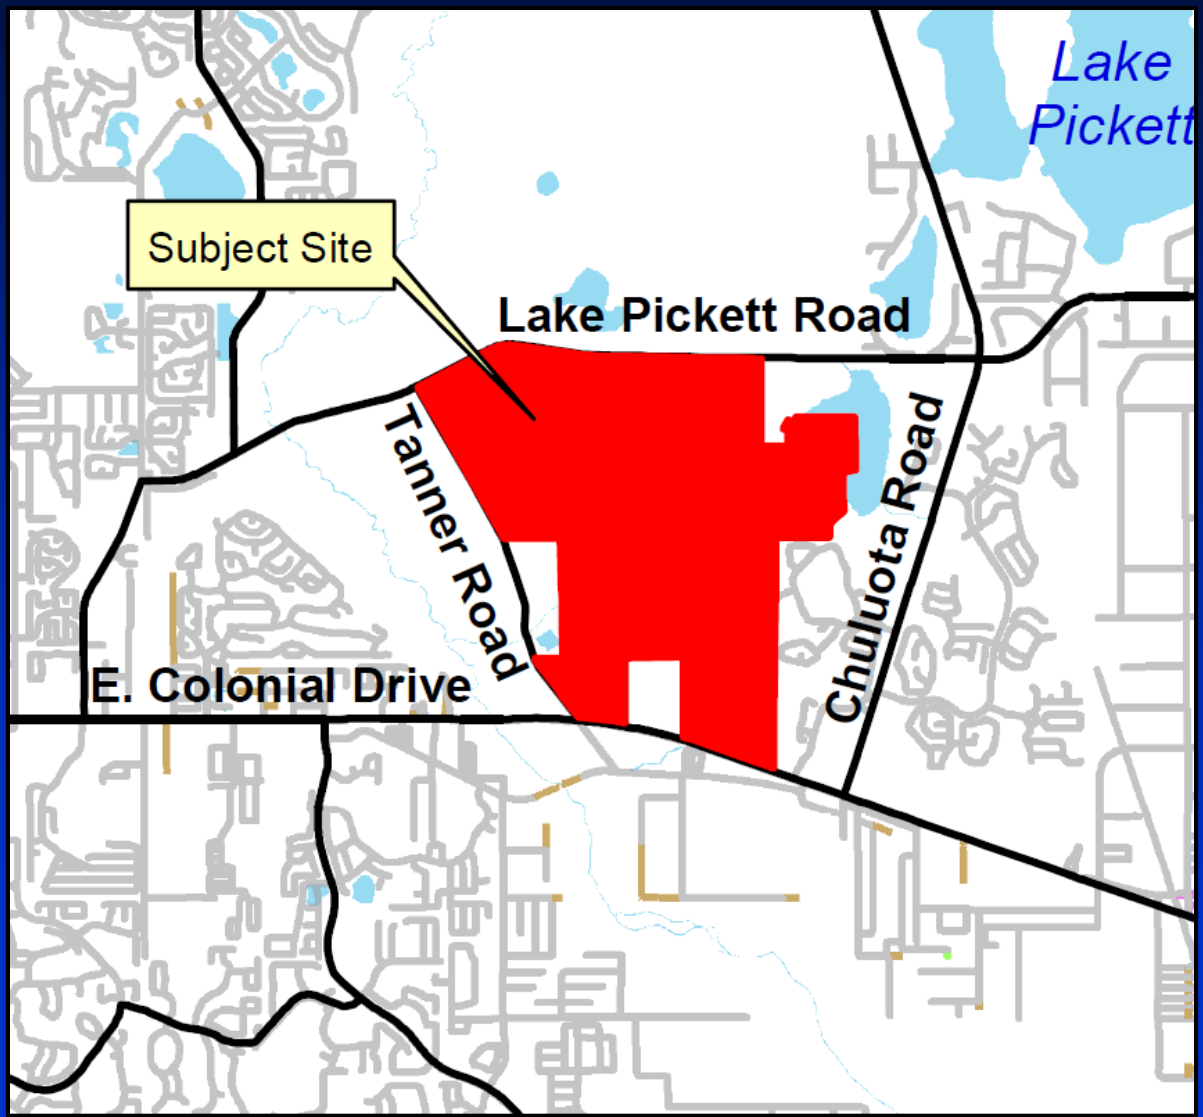 Lake
Pickett
Subject Site
Lake Pickett Road
Tanner Road
Chuluota Road
E. Colonial Drive